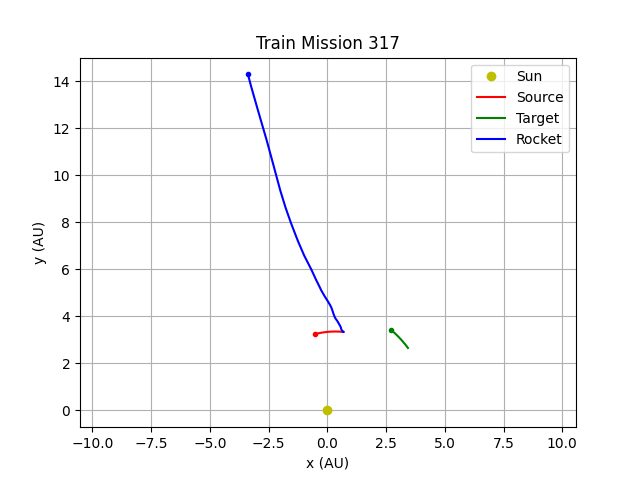 Train Mission 317
Sun
Source
Target
Rocket
14
12
10
8
6
4
2
0
y (AU)
−10.0 −7.5 −5.0 −2.5 0.0 2.5 5.0 7.5 10.0
x (AU)